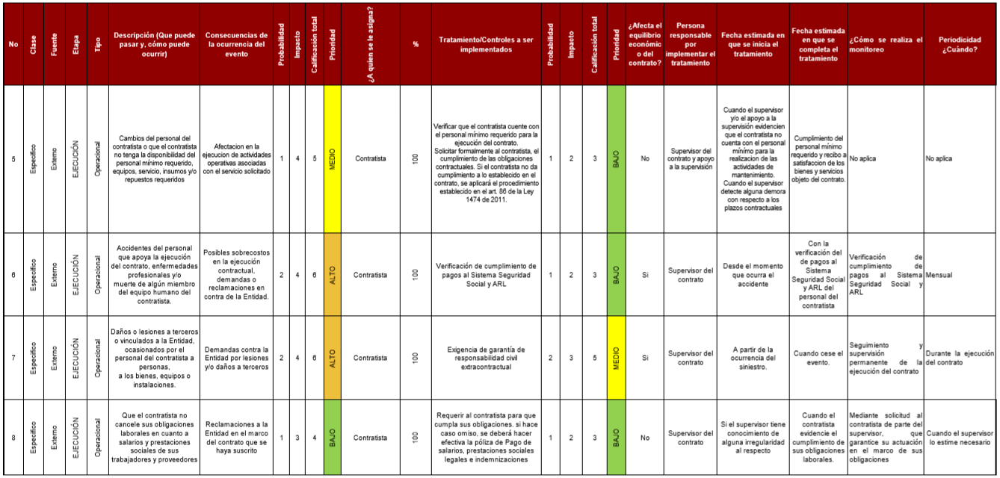 No
Clase
Fuente
Etapa
Tipo
Descripción (Que puede
pasar y, cómo puede
ocurrir)
Consecuencias de
la ocurrencia del
evento
Probabilidad
Impacto
Calificación total
Prioridad
¿A quien se le asigna?
%
Tratamiento/Controles a ser
implementados
Probabilidad
Impacto
Calificación total
Prioridad
¿Afecta el
equilibrio
económic
o del
contrato?
Persona
responsable
por
implementar el
tratamiento
Fecha estimada en
que se inicia el
tratamiento
Fecha estimada
en que se
completa el
tratamiento
¿Cómo se realiza el
monitoreo
Periodicidad
¿Cuándo?
5
Especifico
Externo
EJECUCIÓN
Operacional
Cambios del personal del
contratista o que el contratista
no tenga la disponibilidad del
personal mínimo requerido,
equipos, servicio, insumos y/o
repuestos requeridos
Afectacion en la
ejecucion de actividades
operativas asociadas
con el servicio solicitado
1
4
5
MEDIO
Contratista
100
Verificar que el contratista cuente con
el personal mínimo requerido para la
ejecución del contrato.
Solicitar formalmente al contratista, el
cumplimiento de las obligaciones
contractuales. Si el contratista no da
cumplimiento a lo establecido en el
contrato, se aplicará el procedimiento
establecido en el art. 86 de la Ley
1474 de 2011.
1
2
3
BAJO
No
Supervisor del
contrato y apoyo
a la supervisión
Cuando el supervisor
y/o el apoyo a la
supervisión evidencien
que el contratista no
cuenta con el personal
mínimo para la
realizacion de las
actividades de
mantenimiento.
Cuando el supervisor
detecte alguna demora
con respecto a los
plazos contractuales
Cumplimiento del
personal mínimo
requerido y recibo a
satisfaccion de los
bienes y servicios
objeto del contrato.
No aplica
No aplica
6
Especifico
Externo
EJECUCIÓN
Operacional
Accidentes del personal
que apoya la ejecución
del contrato, enfermedades
profesionales y/o
muerte de algún miembro
del equipo humano del
contratista.
Posibles sobrecostos
en la ejecución
contractual,
demandas o
reclamaciones en
contra de la Entidad.
2
4
6
ALTO
Contratista
100
Verificación de cumplimiento de
pagos al Sistema Seguridad
Social y ARL
1
2
3
BAJO
Si
Supervisor del
contrato
Desde el momento
que ocurra el
accidente
Con la
verificación del
de pagos al
Sistema
Seguridad Social
y ARL del
personal del
contratista
Verificación de
cumplimiento de
pagos al Sistema
Seguridad Social y
ARL
Mensual
7
Especifico
Externo
EJECUCIÓN
Operacional
Daños o lesiones a terceros
o vinculados a la Entidad,
ocasionados por el
personal del contratista a
personas,
a los bienes, equipos o
instalaciones.
Demandas contra la
Entidad por lesiones
y/o daños a terceros
2
4
6
ALTO
Contratista
100
Exigencia de garantía de
responsabilidad civil
extracontractual
2
3
5
MEDIO
Si
Supervisor del
contrato
A partir de la
ocurrencia del
siniestro.
Cuando cese el
evento.
Seguimiento y
supervisión
permanente de la
ejecución del contrato
Durante la ejecución
del contrato
8
Especifico
Externo
EJECUCIÓN
Operacional
Que el contratista no
cancele sus obligaciones
laborales en cuanto a
salarios y prestaciones
sociales de sus
trabajadores y proveedores
Reclamaciones a la
Entidad en el marco
del contrato que se
haya suscrito
1
3
4
BAJO
Contratista
100
Requerir al contratista para que
cumpla sus obligaciones. si hace
caso omiso, se deberá hacer
efectiva la póliza de Pago de
salarios, prestaciones sociales
legales e indemnizaciones
1
2
3
BAJO
No
Supervisor del
contrato
Si el supervisor tiene
conocimiento de
alguna irregularidad
al respecto
Cuando el
contratista
evidencie el
cumplimiento de
sus obligaciones
laborales.
Mediante solicitud al
contratista de parte del
supervisor, que
garantice su actuación
en el marco de sus
obligaciones
Cuando el supervisor
lo estime necesario